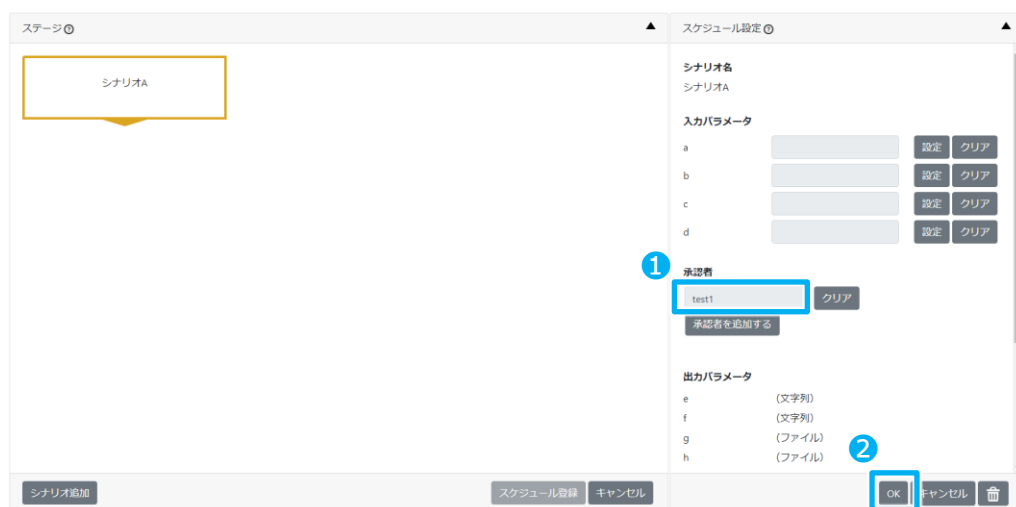 ステージ
シナリオA
シナリオ追加
スケジュール登録 キャンセル
スケジュール設定
シナリオ名
シナリオA
入力パラメータ
a 設定 クリア
b 設定 クリア
c 設定 クリア
d 設定 クリア
1
承認者
test1 クリア
承認者を追加する
出力パラメータ
e (文字列)
f (文字列)
g (ファイル)
h (ファイル)
2
OK キャンセル